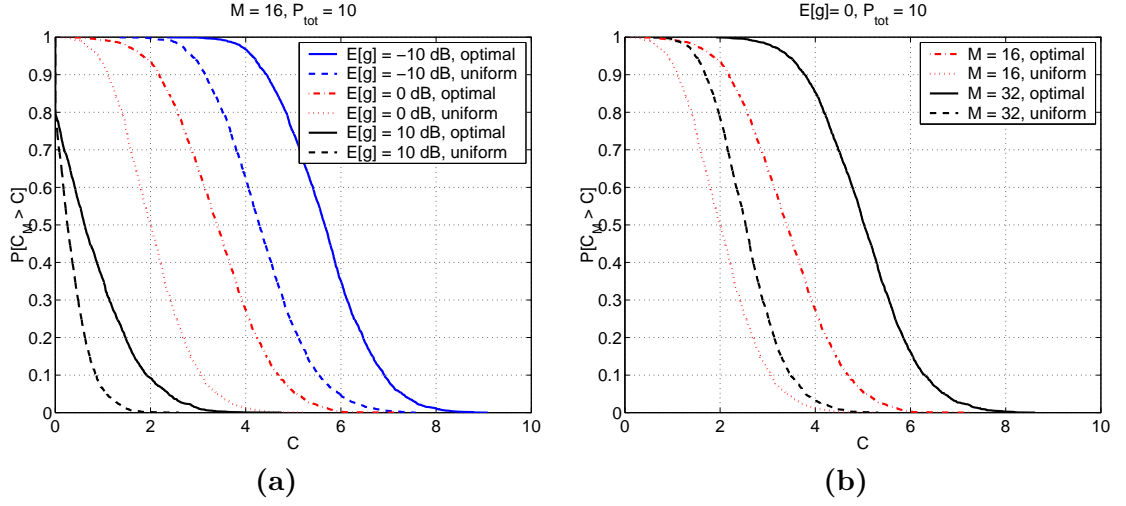 M = 16, P_tot = 10
P[C_M > C]
1
0.9
0.8
0.7
0.6
0.5
0.4
0.3
0.2
0.1
0
E[g] = −10 dB, optimal
E[g] = −10 dB, uniform
E[g] = 0 dB, optimal
E[g] = 0 dB, uniform
E[g] = 10 dB, optimal
E[g] = 10 dB, uniform
0 2 4 6 8 10
C
(a)
E[g]= 0, P_tot = 10
P[C_M > C]
1
0.9
0.8
0.7
0.6
0.5
0.4
0.3
0.2
0.1
0
M = 16, optimal
M = 16, uniform
M = 32, optimal
M = 32, uniform
0 2 4 6 8 10
C
(b)